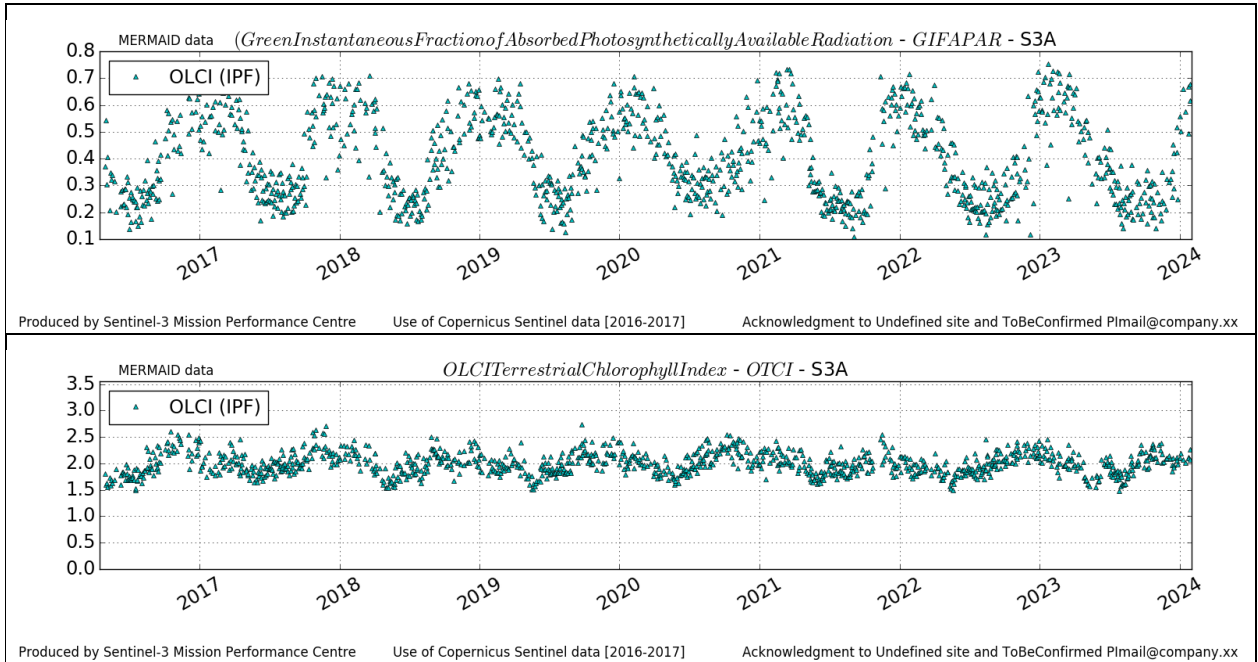 MERMAID data (GreenInstantaneousFractionofAbsorbedPhotosyntheticallyAvailableRadiation - GIFAPAR - S3A
0.8
OLCI (IPF)
0.7
0.6
0.5
0.4
0.3
0.2
0.1
2017 2018 2019 2020 2021 2022 2023 2024
Produced by Sentinel-3 Mission Performance Centre Use of Copernicus Sentinel data [2016-2017] Acknowledgment to Undefined site and ToBeConfirmed PImail@company.xx
MERMAID data OLCITerrestrialChlorophyllIndex - OTCI - S3A
3.5
OLCI (IPF)
3.0
2.5
2.0
1.5
1.0
0.5
0.0
2017 2018 2019 2020 2021 2022 2023 2024
Produced by Sentinel-3 Mission Performance Centre Use of Copernicus Sentinel data [2016-2017] Acknowledgment to Undefined site and ToBeConfirmed PImail@company.xx